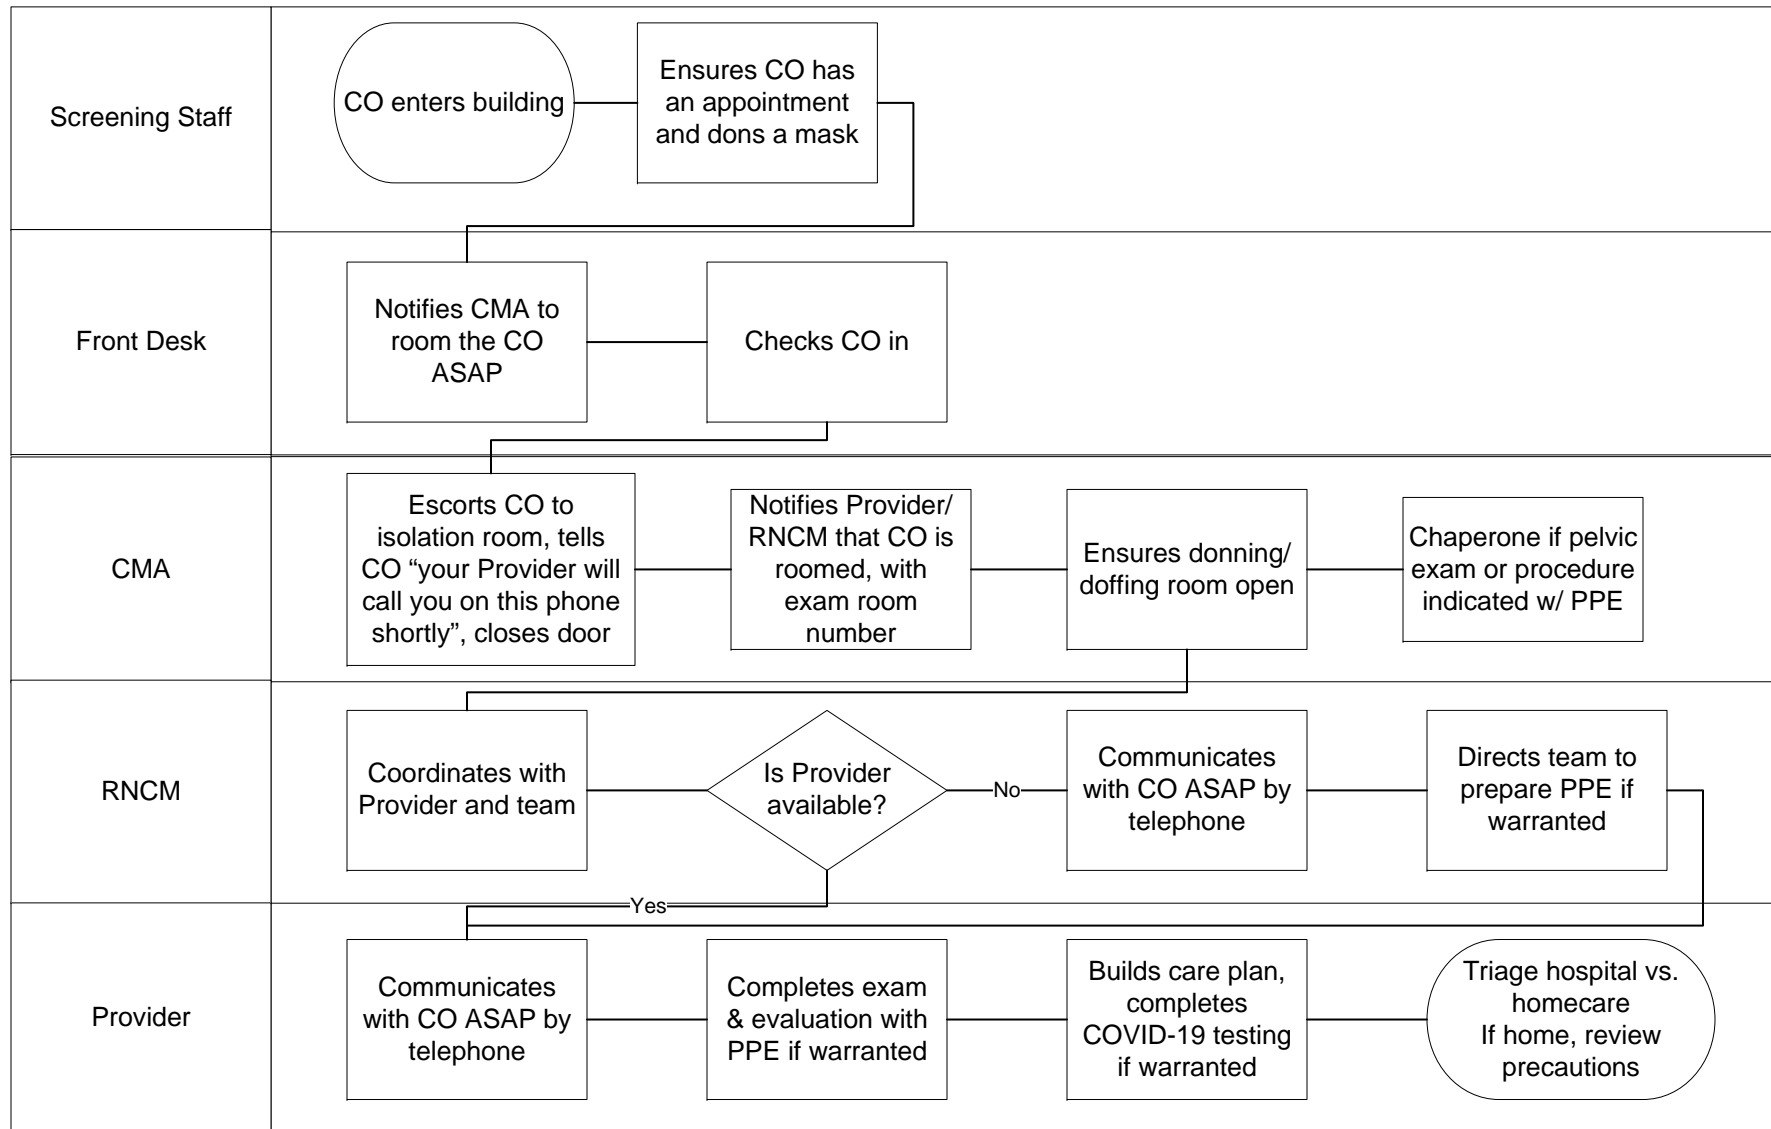 Screening Staff
CO enters building
Ensures CO has
an appointment
and dons a mask
Front Desk
Notifies CMA to
room the CO
ASAP
Checks CO in
CMA
Escorts CO to
isolation room, tells
CO “your Provider will
call you on this phone
shortly”, closes door
Notifies Provider/
RNCM that CO is
roomed, with
exam room
number
Ensures donning/
doffing room open
Chaperone if pelvic
exam or procedure
indicated w/ PPE
RNCM
Coordinates with
Provider and team
Is Provider
available?
No
Communicates
with CO ASAP by
telephone
Directs team to
prepare PPE if
warranted
Yes
Provider
Communicates
with CO ASAP by
telephone
Completes exam
& evaluation with
PPE if warranted
Builds care plan,
completes
COVID-19 testing
if warranted
Triage hospital vs.
homecare
If home, review
precautions